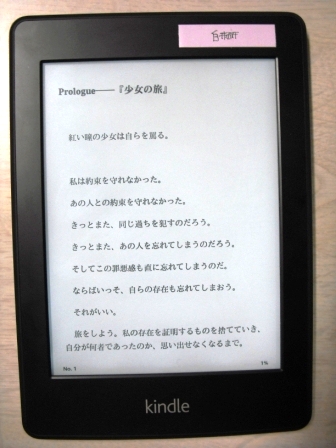 Prologue――『少女の旅』
紅い瞳の少女は自らを罵る。
私は約束を守れなかった。
あの人との約束を守れなかった。
きっとまた、同じ過ちを犯すのだろう。
きっとまた、あの人を忘れてしまうのだろう。
そしてこの罪悪感も直に忘れてしまうのだ。
ならばいっそ、自らの存在も忘れてしまおう。
それがいい。
旅をしよう。私の存在を証明するものを捨てていき、
自分が何者であったのか、思い出せなくなるまで。
No. 1
1%
kindle